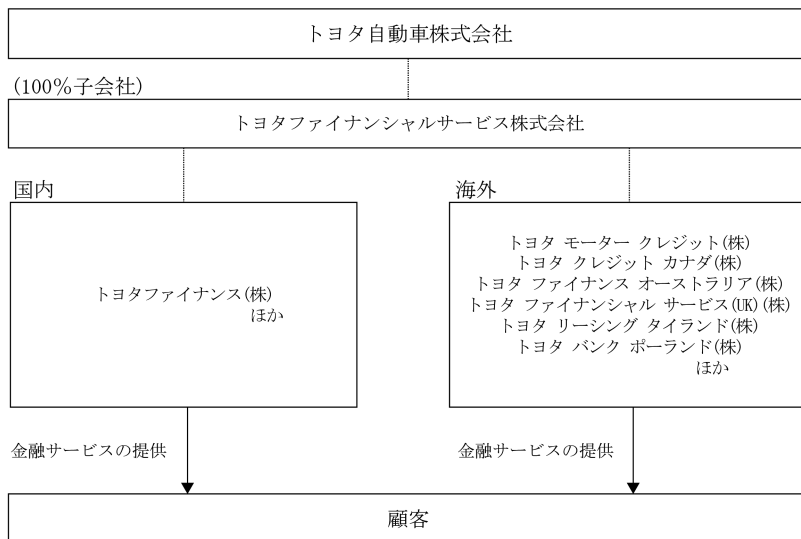 トヨタ自動車株式会社
(100％子会社)
トヨタファイナンシャルサービス株式会社
国内
海外
トヨタファイナンス(株)
ほか
トヨタ モーター クレジット(株)
トヨタ クレジット カナダ(株)
トヨタ ファイナンス オーストラリア(株)
トヨタ ファイナンシャル サービス(UK)(株)
トヨタ リーシング タイランド(株)
トヨタ バンク ポーランド(株)
ほか
金融サービスの提供
金融サービスの提供
顧客